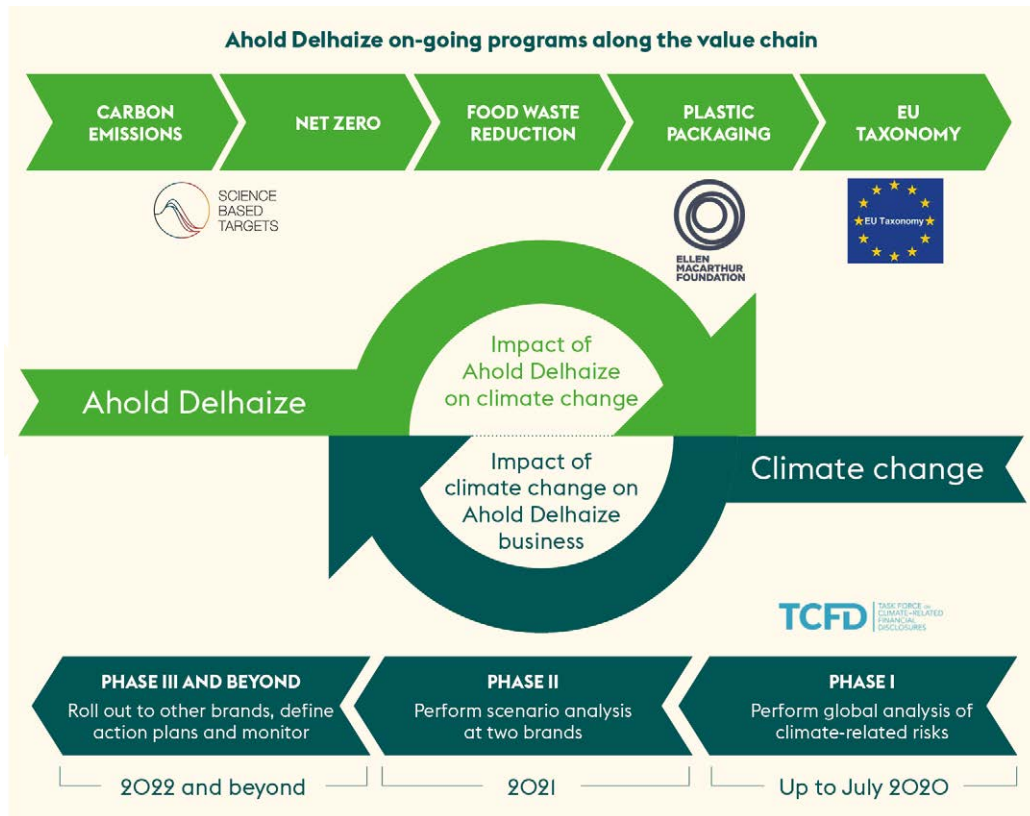 Ahold Delhaize on-going programs along the value chain
CARBON
EMISSIONS
NET ZERO
FOOD WASTE
REDUCTION
PLASTIC
PACKAGING
EU
TAXONOMY
SCIENCE
BASED
TARGETS
ELLEN
MACARTHUR
FOUNDATION
EU Taxonomy
Impact of
Ahold Delhaize
on climate change
Ahold Delhaize
Impact of
climate change on
Ahold Delhaize
business
Climate change
TCFD
TASK FORCE ON
CLIMATE-RELATED
FINANCIAL
DISCLOSURES
PHASE III AND BEYOND
Roll out to other brands, define
action plans and monitor
PHASE II
Perform scenario analysis
at two brands
PHASE I
Perform global analysis of
climate-related risks
2022 and beyond
2021
Up to July 2020